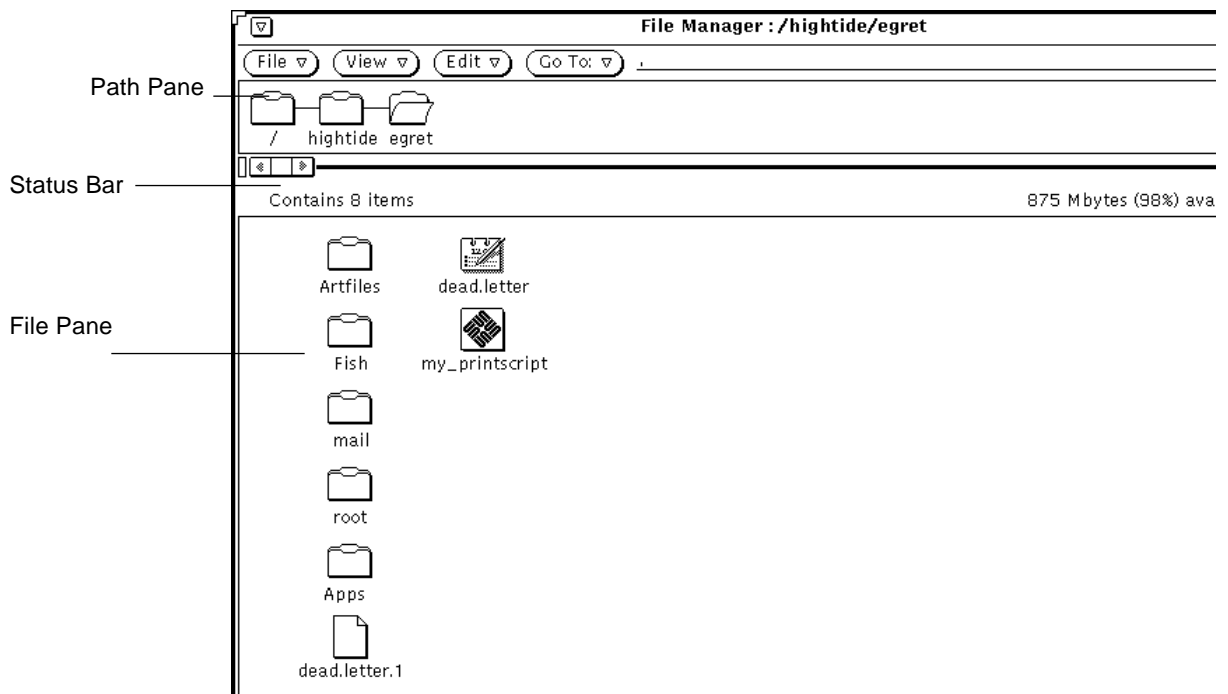 File Manager : /hightide/egret
File View Edit Go To:
Path Pane
/ hightide egret
Status Bar
Contains 8 items 875 Mbytes (98%) ava
Artfiles dead.letter
File Pane
Fish my_printscript
mail
root
Apps
dead.letter.1